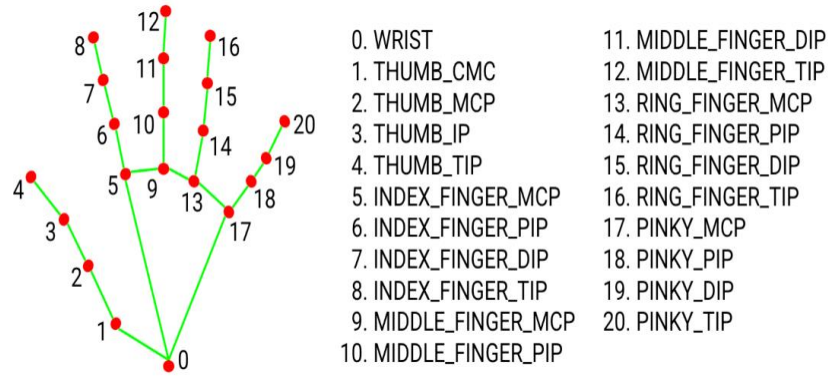 12
8
16
11
7
15
10
6
14
20
19
4
5
9
13
18
3
17
2
1
0
0. WRIST
1. THUMB_CMC
2. THUMB_MCP
3. THUMB_IP
4. THUMB_TIP
5. INDEX_FINGER_MCP
6. INDEX_FINGER_PIP
7. INDEX_FINGER_DIP
8. INDEX_FINGER_TIP
9. MIDDLE_FINGER_MCP
10. MIDDLE_FINGER_PIP
11. MIDDLE_FINGER_DIP
12. MIDDLE_FINGER_TIP
13. RING_FINGER_MCP
14. RING_FINGER_PIP
15. RING_FINGER_DIP
16. RING_FINGER_TIP
17. PINKY_MCP
18. PINKY_PIP
19. PINKY_DIP
20. PINKY_TIP